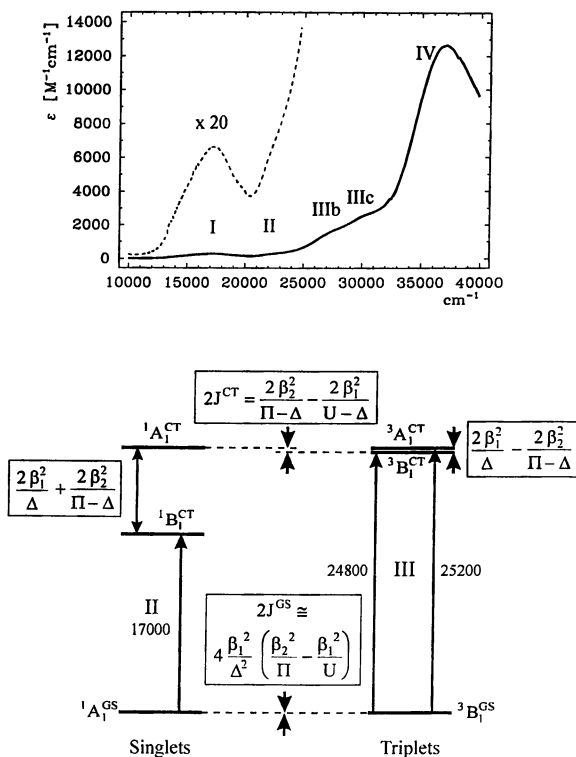 ε [M⁻¹cm⁻¹]
14000
12000
10000
8000
6000
4000
2000
0
x 20
I
II
IIIb
IIIc
IV
10000 15000 20000 25000 30000 35000 40000
cm⁻¹
2J^CT = 2β₂²/(Π−Δ) − 2β₁²/(U−Δ)
¹A₁^CT
³A₁^CT
³B₁^CT
2β₁²/Δ − 2β₂²/(Π−Δ)
2β₁²/Δ + 2β₂²/(Π−Δ)
¹B₁^CT
II
17000
24800
III
25200
2J^GS ≅
4 β₁²/Δ² (β₂²/Π − β₁²/U)
¹A₁^GS
³B₁^GS
Singlets
Triplets